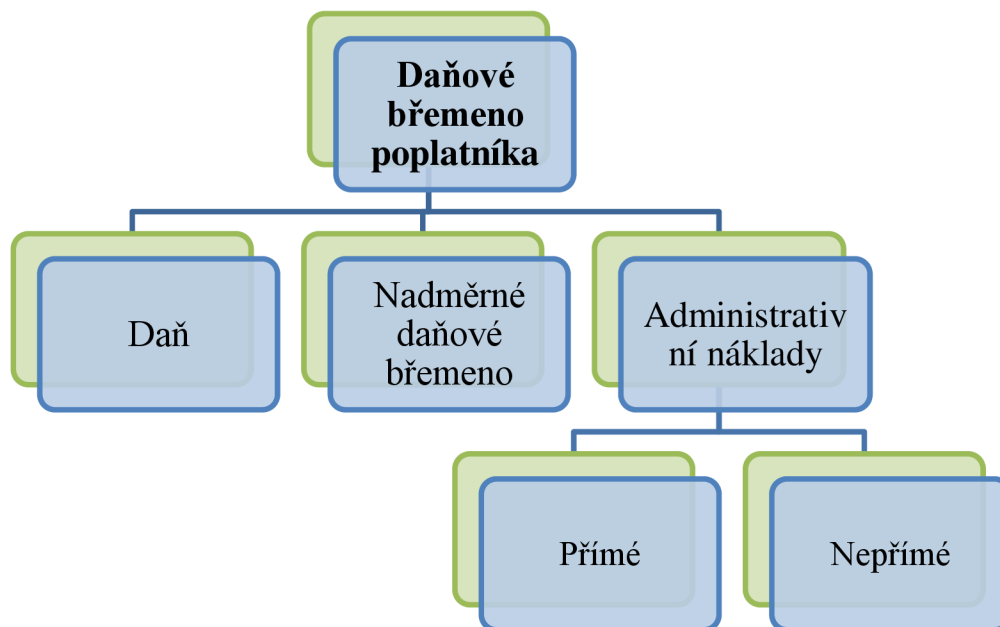 Daňové
břemeno
poplatníka
Daň
Nadměrné
daňové
břemeno
Administrativ
ní náklady
Přímé
Nepřímé